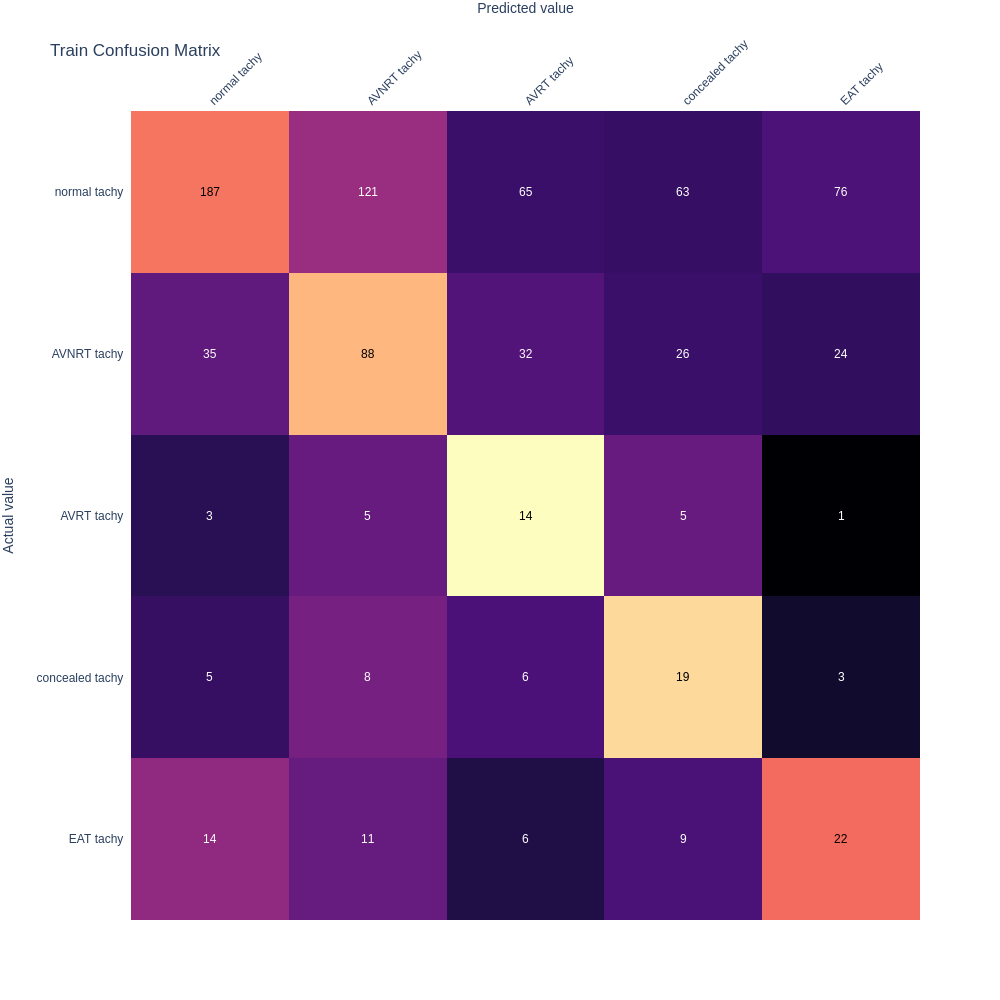 Predicted value
Train Confusion Matrix
normal tachy
AVNRT tachy
AVRT tachy
concealed tachy
EAT tachy
normal tachy 187 121 65 63 76
AVNRT tachy 35 88 32 26 24
Actual value
AVRT tachy 3 5 14 5 1
concealed tachy 5 8 6 19 3
EAT tachy 14 11 6 9 22